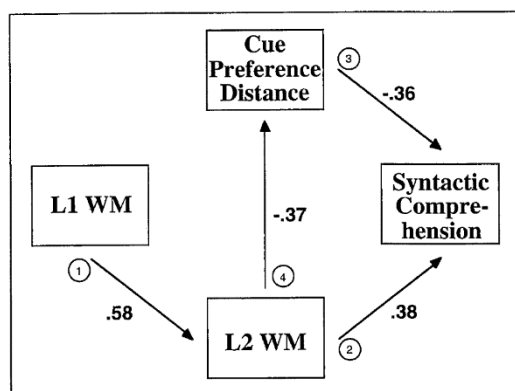 Cue
Preference
Distance
3
-.36
L1 WM
Syntactic
Compre-
hension
-.37
1
4
.58
L2 WM
.38
2